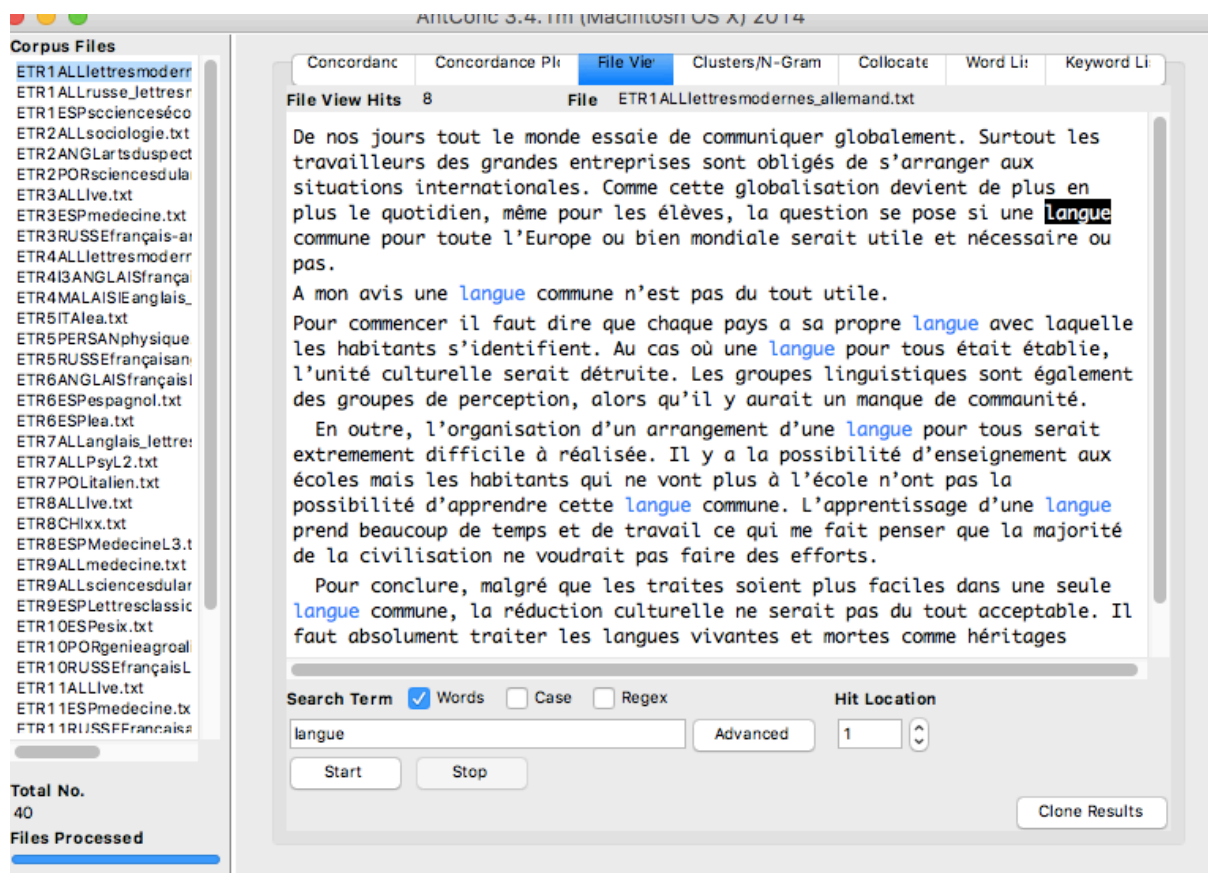 AntConc 3.4.1m (Macintosh OS X) 2014
Corpus Files
ETR1ALLlettresmoderr
ETR1ALLrusse_lettresr
ETR1ESPsccienceséco
ETR2ALLsociologie.txt
ETR2ANGLartsduspect
ETR2PORsciencesdula
ETR3ALLlve.txt
ETR3ESPmedecine.txt
ETR3RUSSEfrançais-ar
ETR4ALLlettresmoderr
ETR4I3ANGLAISfrançai
ETR4MALAISIEanglais_
ETR5ITAlea.txt
ETR5PERSANphysique
ETR5RUSSEfrançaisan
ETR6ANGLAISfrançaisl
ETR6ESPespagnol.txt
ETR6ESPlea.txt
ETR7ALLanglais_lettre
ETR7ALLPsyL2.txt
ETR7POLitalien.txt
ETR8ALLlve.txt
ETR8CHIxx.txt
ETR8ESPMedecineL3.t
ETR9ALLmedecine.txt
ETR9ALLsciencesdular
ETR9ESPLettresclassic
ETR10ESPesix.txt
ETR10PORgenieagroali
ETR10RUSSEfrançaisL
ETR11ALLlve.txt
ETR11ESPmedecine.tx
ETR11RUSSEFrancaisa
Total No.
40
Files Processed
Concordanc Concordance Plo File Vie Clusters/N-Gram Collocate Word Lis Keyword Li
File View Hits 8 File ETR1ALLlettresmodernes_allemand.txt
De nos jours tout le monde essaie de communiquer globalement. Surtout les
travailleurs des grandes entreprises sont obligés de s’arranger aux
situations internationales. Comme cette globalisation devient de plus en
plus le quotidien, même pour les élèves, la question se pose si une langue
commune pour toute l’Europe ou bien mondiale serait utile et nécessaire ou
pas.
A mon avis une langue commune n’est pas du tout utile.
Pour commencer il faut dire que chaque pays a sa propre langue avec laquelle
les habitants s’identifient. Au cas où une langue pour tous était établie,
l’unité culturelle serait détruite. Les groupes linguistiques sont également
des groupes de perception, alors qu’il y aurait un manque de commaunité.
En outre, l’organisation d’un arrangement d’une langue pour tous serait
extremement difficile à réalisée. Il y a la possibilité d’enseignement aux
écoles mais les habitants qui ne vont plus à l’école n’ont pas la
possibilité d’apprendre cette langue commune. L’apprentissage d’une langue
prend beaucoup de temps et de travail ce qui me fait penser que la majorité
de la civilisation ne voudrait pas faire des efforts.
Pour conclure, malgré que les traites soient plus faciles dans une seule
langue commune, la réduction culturelle ne serait pas du tout acceptable. Il
faut absolument traiter les langues vivantes et mortes comme héritages
Search Term Words Case Regex Hit Location
langue Advanced 1
Start Stop
Clone Results